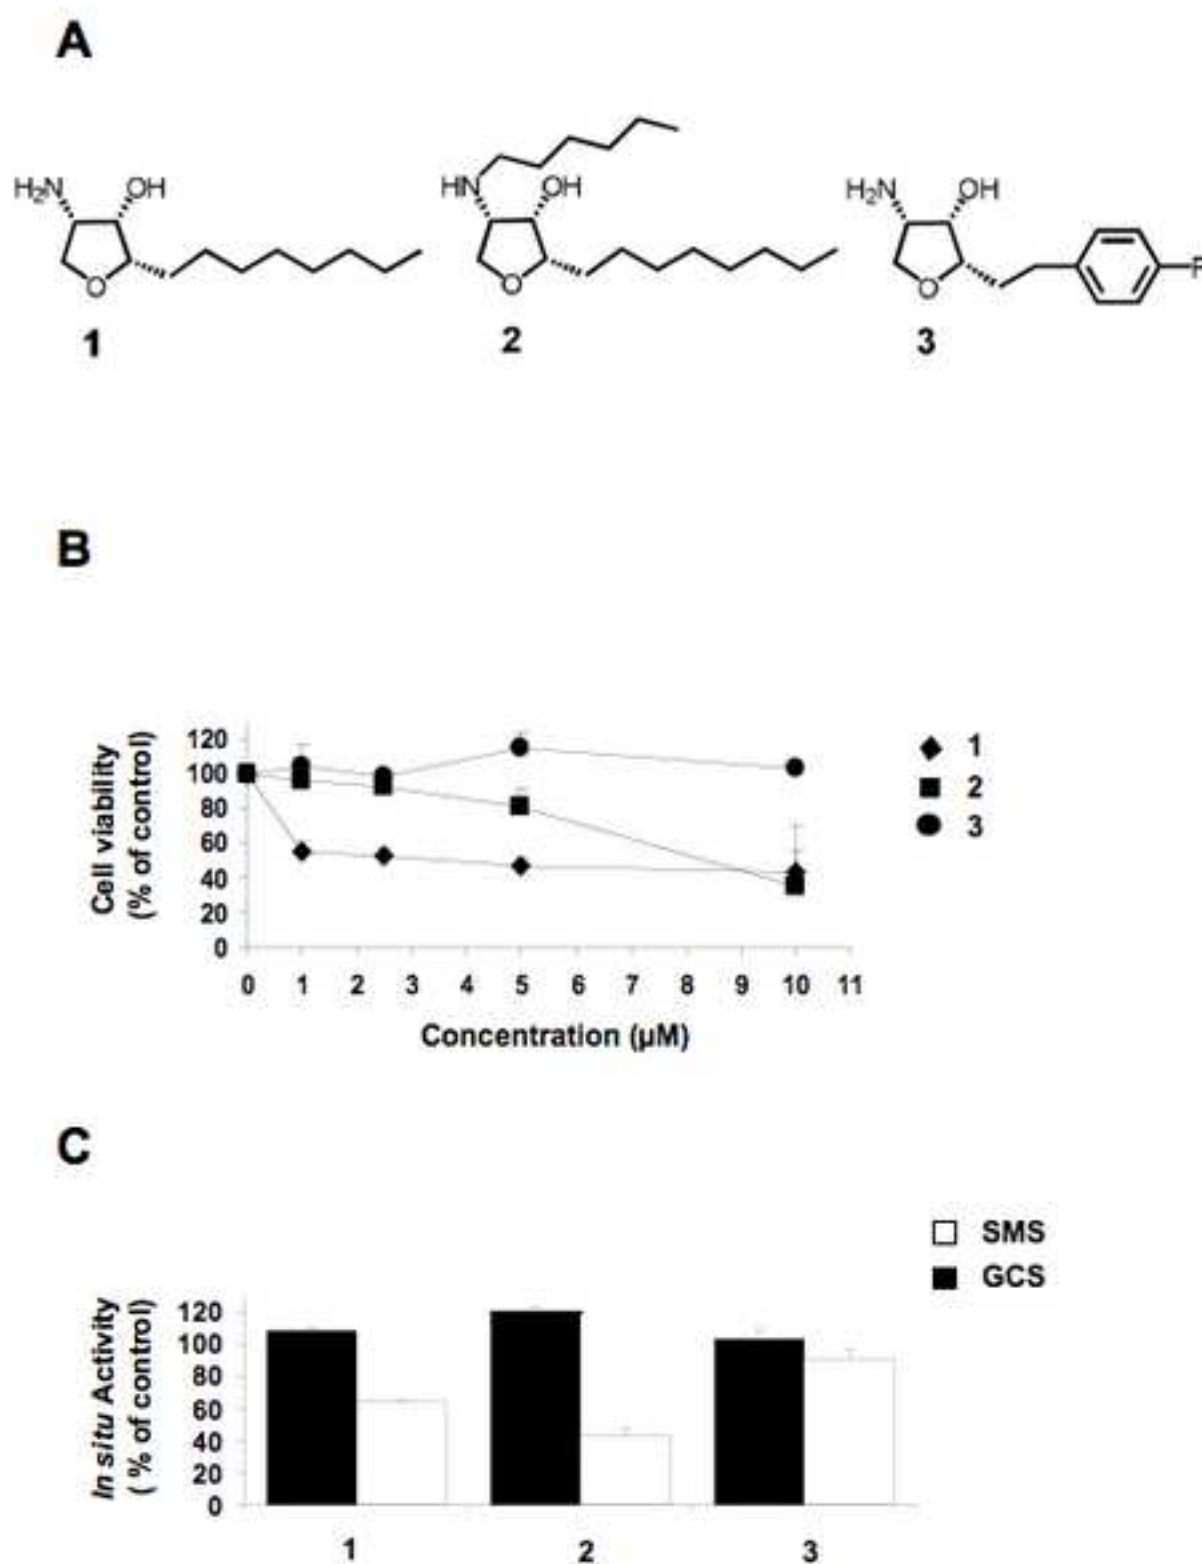 A
H₂N OH O
HN OH O
H₂N OH O F
1 2 3
B
Cell viability
(% of control)
120
100
80
60
40
20
0
0 1 2 3 4 5 6 7 8 9 10 11
Concentration (µM)
1
2
3
C
SMS
GCS
In situ Activity
( % of control)
120
100
80
60
40
20
0
1 2 3